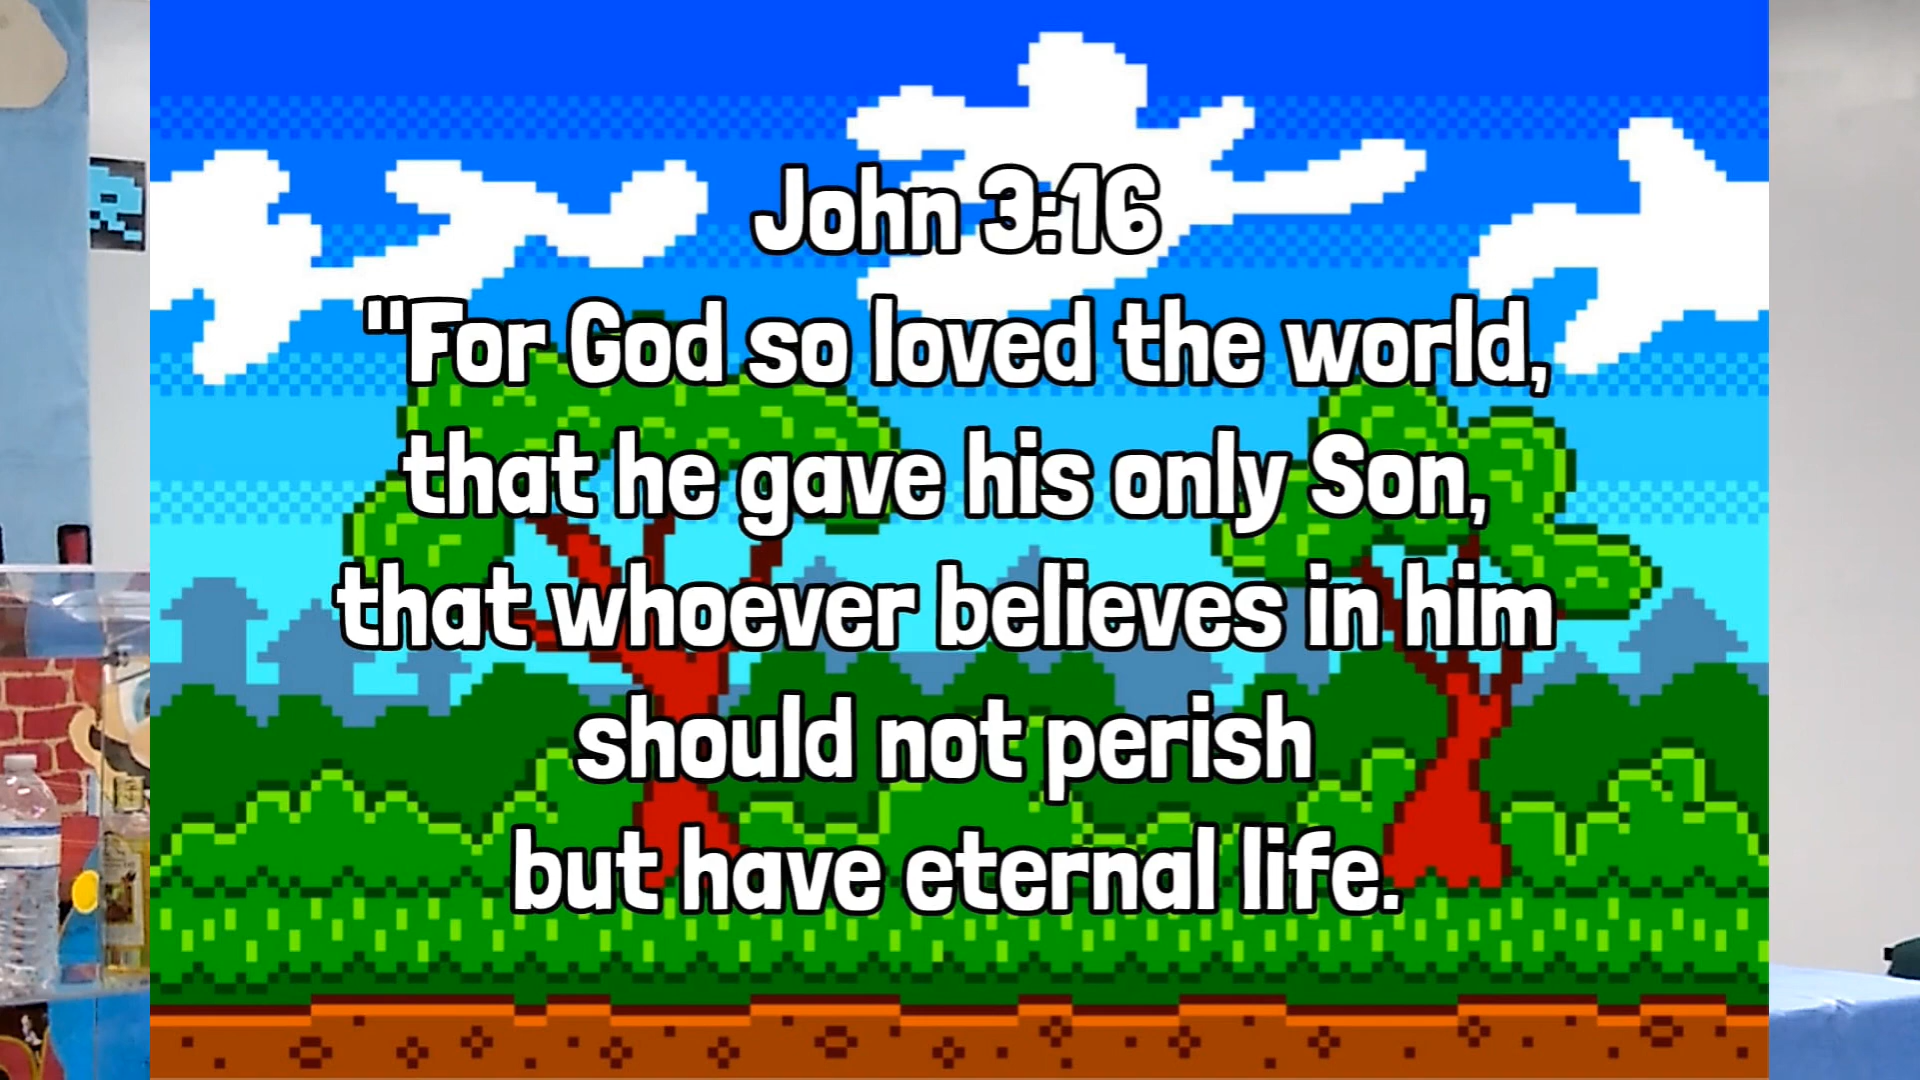 John 3:16
"For God so loved the world,
that he gave his only Son,
that whoever believes in him
should not perish
but have eternal life.
R